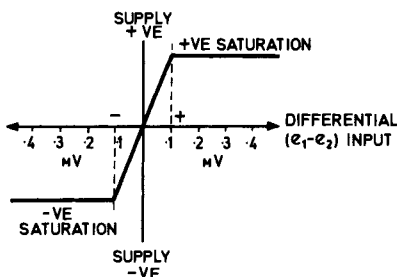 SUPPLY
+VE
+VE SATURATION
− +
DIFFERENTIAL
(e₁-e₂) INPUT
·4 ·3 ·2 ·1 ·1 ·2 ·3 ·4
MV MV
-VE
SATURATION
SUPPLY
-VE